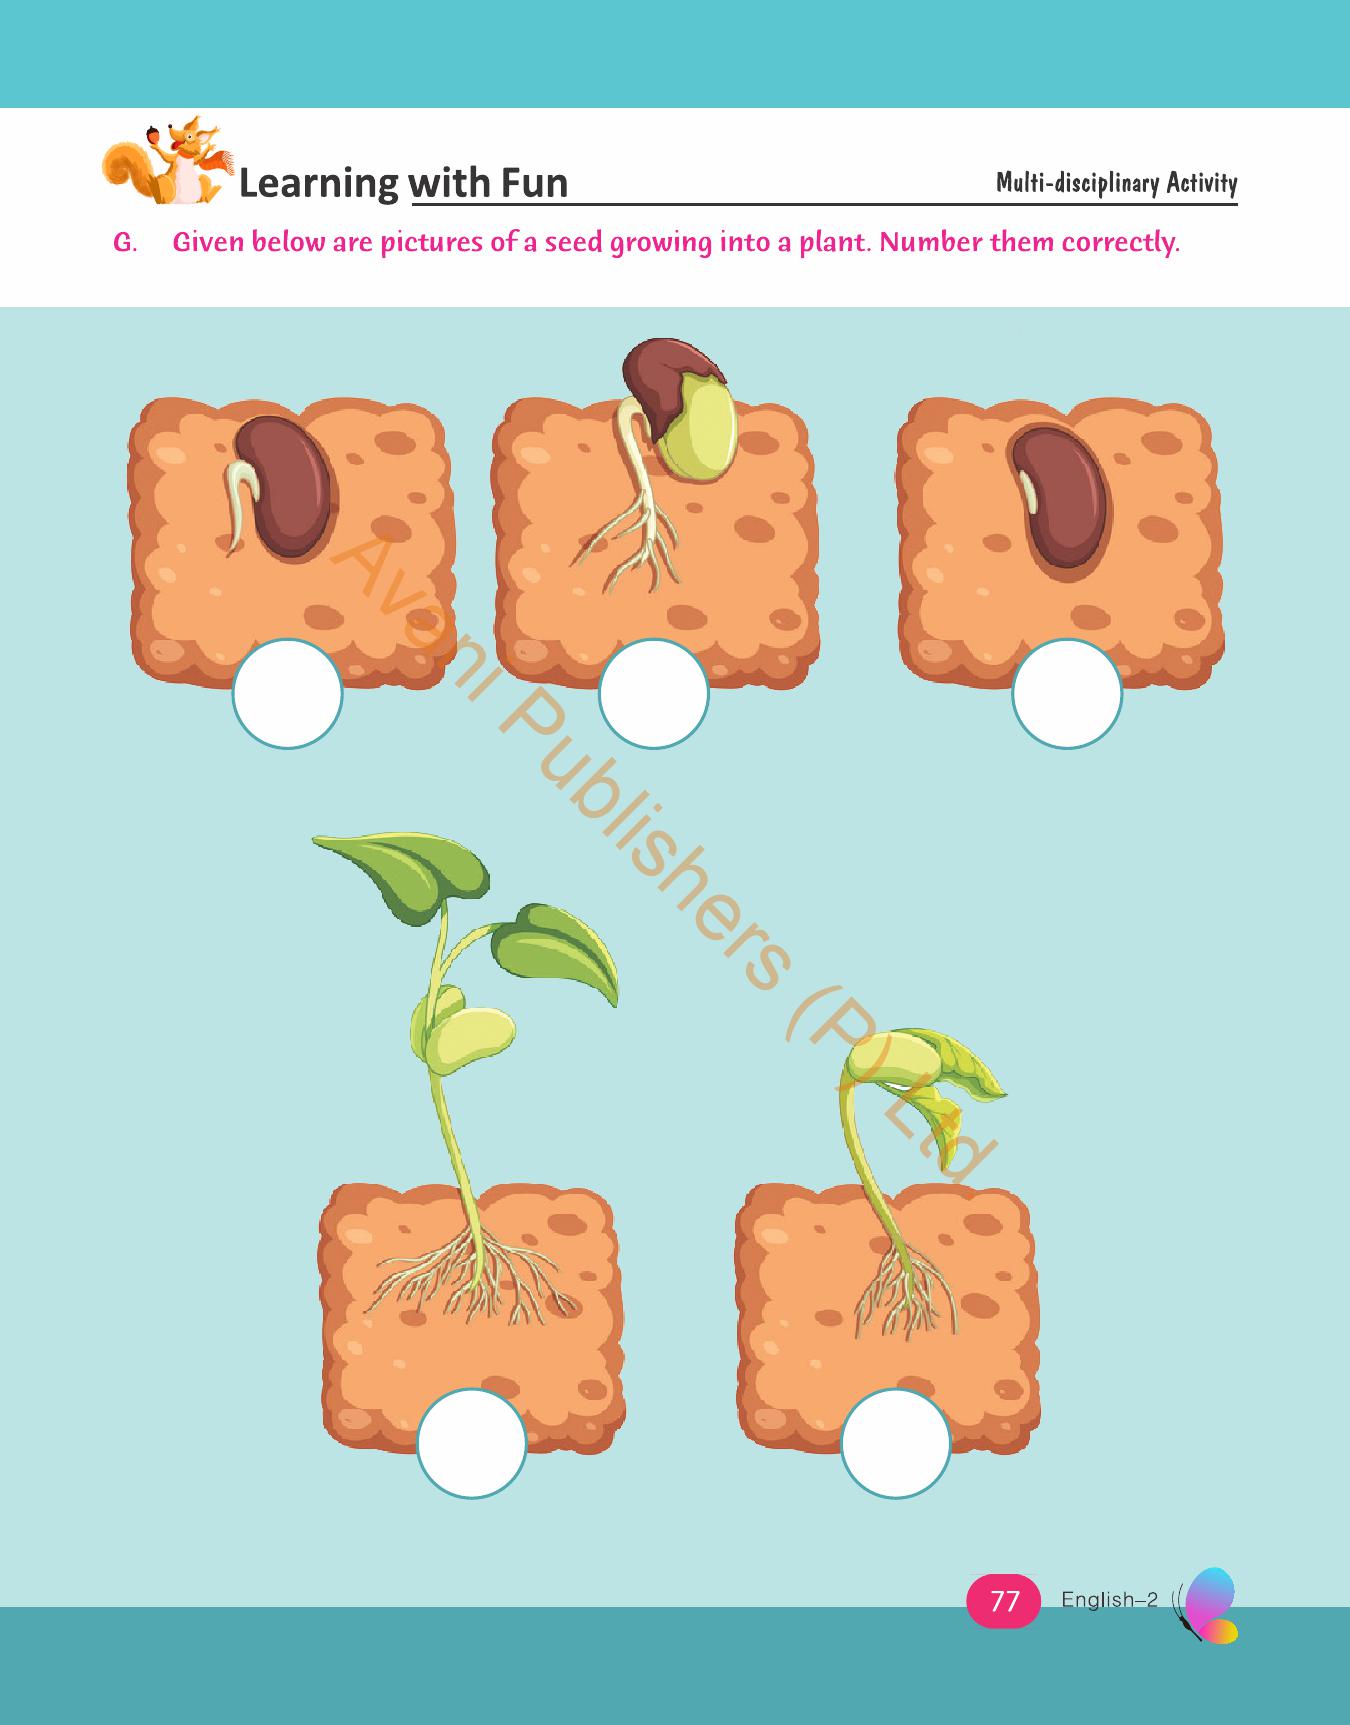 Learning with Fun
Multi-disciplinary Activity
G. Given below are pictures of a seed growing into a plant. Number them correctly.
Aveni Publishers (P) Ltd
77 English–2